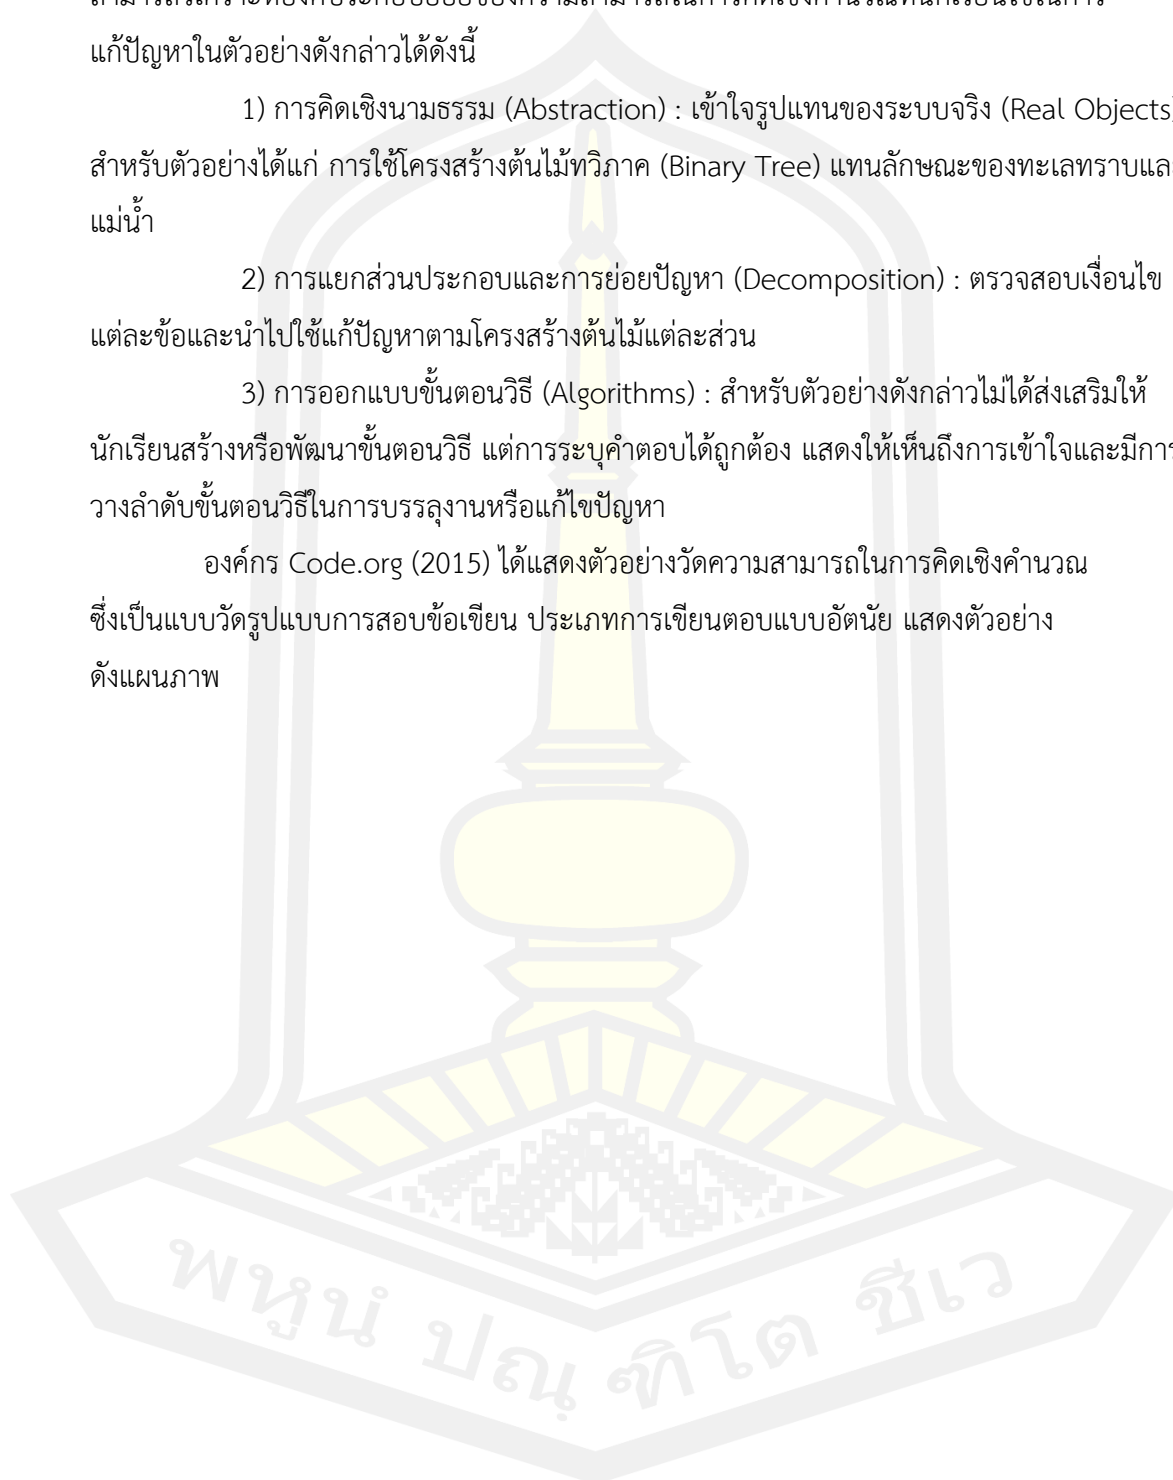 แก้ปัญหาในตัวอย่างดังกล่าวได้ดังนี้
1) การคิดเชิงนามธรรม (Abstraction) : เข้าใจรูปแทนของระบบจริง (Real Objects)
สำหรับตัวอย่างได้แก่ การใช้โครงสร้างต้นไม้ทวิภาค (Binary Tree) แทนลักษณะของทะเลทราบและ
แม่น้ำ
2) การแยกส่วนประกอบและการย่อยปัญหา (Decomposition) : ตรวจสอบเงื่อนไข
แต่ละข้อและนำไปใช้แก้ปัญหาตามโครงสร้างต้นไม้แต่ละส่วน
3) การออกแบบขั้นตอนวิธี (Algorithms) : สำหรับตัวอย่างดังกล่าวไม่ได้ส่งเสริมให้
นักเรียนสร้างหรือพัฒนาขั้นตอนวิธี แต่การระบุคำตอบได้ถูกต้อง แสดงให้เห็นถึงการเข้าใจและมีการ
วางลำดับขั้นตอนวิธีในการบรรลุงานหรือแก้ไขปัญหา
องค์กร Code.org (2015) ได้แสดงตัวอย่างวัดความสามารถในการคิดเชิงคำนวณ
ซึ่งเป็นแบบวัดรูปแบบการสอบข้อเขียน ประเภทการเขียนตอบแบบอัตนัย แสดงตัวอย่าง
ดังแผนภาพ
พหูนํ ปณฺฑิโต ชีเว